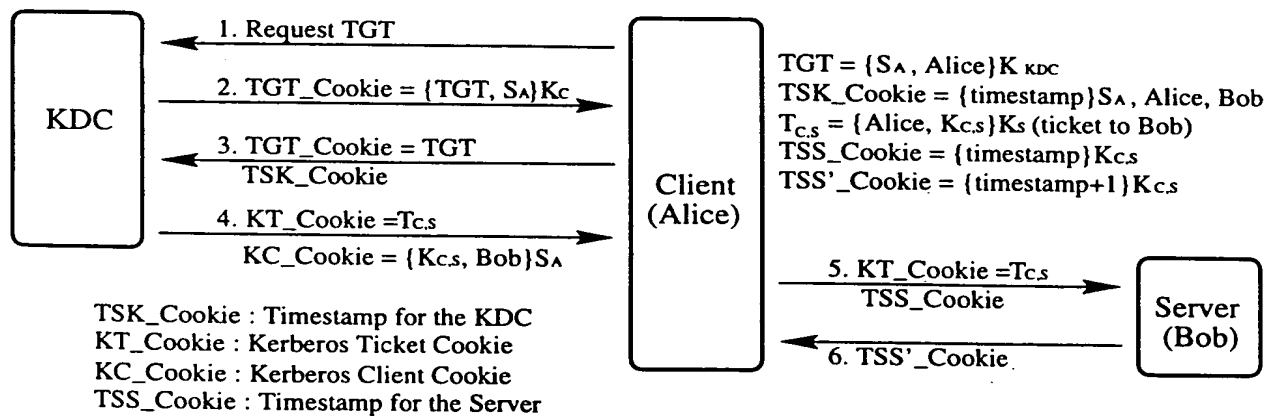 KDC
1. Request TGT
2. TGT_Cookie = {TGT, SA}Kc
3. TGT_Cookie = TGT
TSK_Cookie
4. KT_Cookie =Tc,s
KC_Cookie = {Kc,s, Bob}SA
Client
(Alice)
TGT = {SA, Alice}K KDC
TSK_Cookie = {timestamp}SA, Alice, Bob
Tc,s = {Alice, Kc,s}Ks (ticket to Bob)
TSS_Cookie = {timestamp}Kc,s
TSS'_Cookie = {timestamp+1}Kc,s
5. KT_Cookie =Tc,s
TSS_Cookie
6. TSS'_Cookie
Server
(Bob)
TSK_Cookie : Timestamp for the KDC
KT_Cookie : Kerberos Ticket Cookie
KC_Cookie : Kerberos Client Cookie
TSS_Cookie : Timestamp for the Server